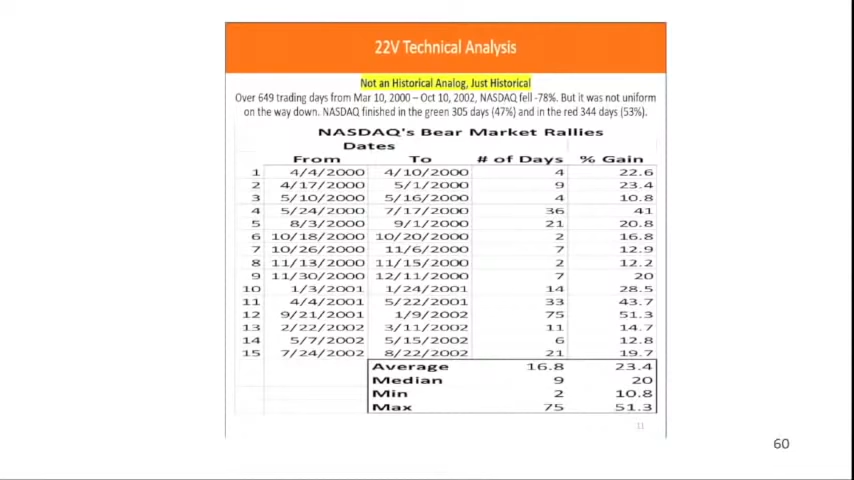 22V Technical Analysis
Not an Historical Analog, Just Historical
Over 649 trading days from Mar 10, 2000 – Oct 10, 2002, NASDAQ fell -78%. But it was not uniform
on the way down. NASDAQ finished in the green 305 days (47%) and in the red 344 days (53%).
NASDAQ's Bear Market Rallies
Dates
From To # of Days % Gain
1 4/4/2000 4/10/2000 4 22.6
2 4/17/2000 5/1/2000 9 23.4
3 5/10/2000 5/16/2000 4 10.8
4 5/24/2000 7/17/2000 36 41
5 8/3/2000 9/1/2000 21 20.8
6 10/18/2000 10/20/2000 2 16.8
7 10/26/2000 11/6/2000 7 12.9
8 11/13/2000 11/15/2000 2 12.2
9 11/30/2000 12/11/2000 7 20
10 1/3/2001 1/24/2001 14 28.5
11 4/4/2001 5/22/2001 33 43.7
12 9/21/2001 1/9/2002 75 51.3
13 2/22/2002 3/11/2002 11 14.7
14 5/7/2002 5/15/2002 6 12.8
15 7/24/2002 8/22/2002 21 19.7
Average 16.8 23.4
Median 9 20
Min 2 10.8
Max 75 51.3
11
60